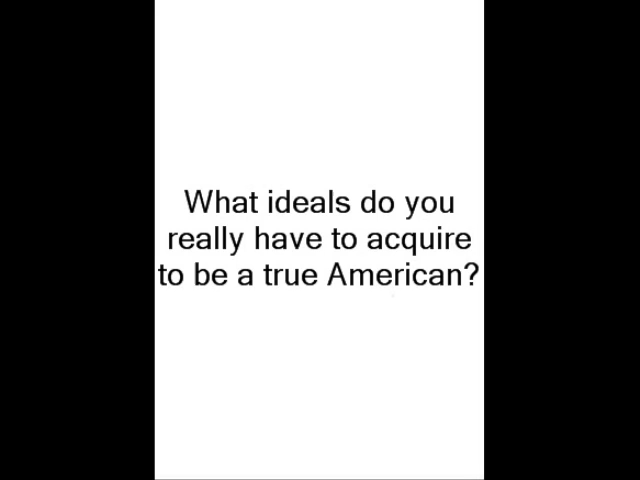 What ideals do you
really have to acquire
to be a true American?